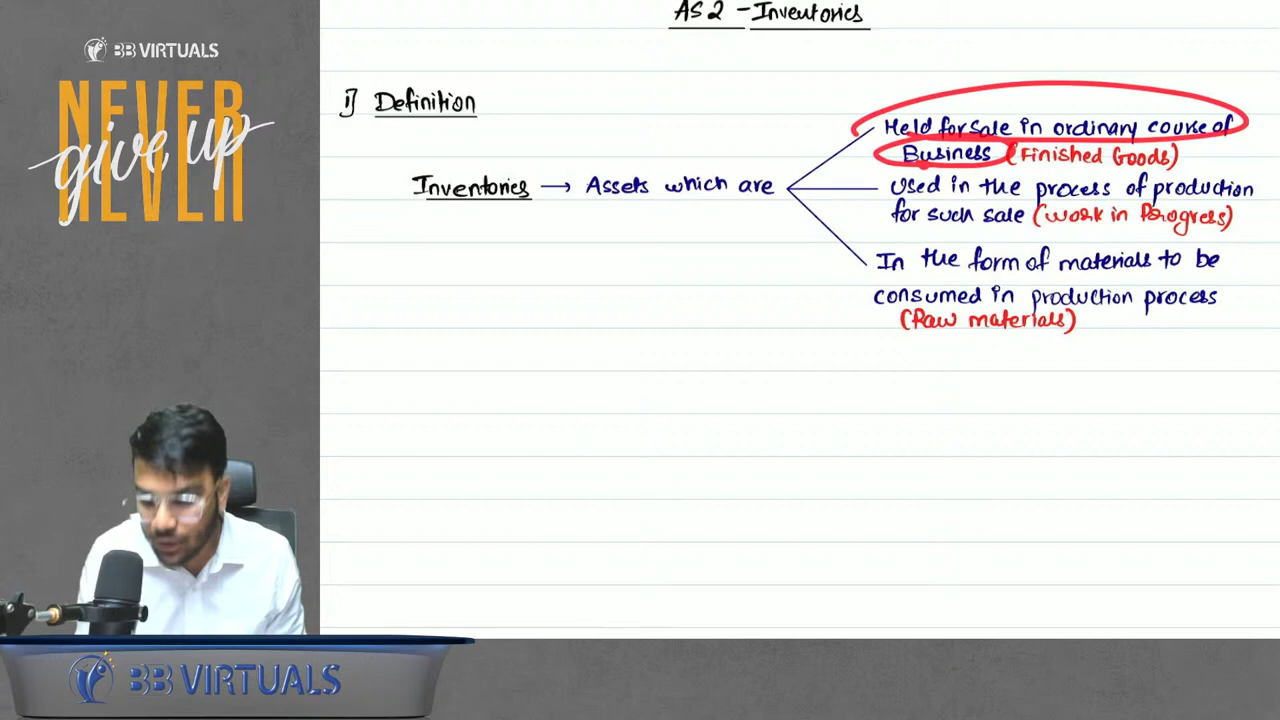 BB VIRTUALS
NEVER
give up
NEVER
AS 2 - Inventories
1] Definition
Inventories → Assets which are
Held for sale in ordinary course of
Business (Finished Goods)
Used in the process of production
for such sale (Work in Progress)
In the form of materials to be
consumed in production process
(Raw materials)
BB VIRTUALS